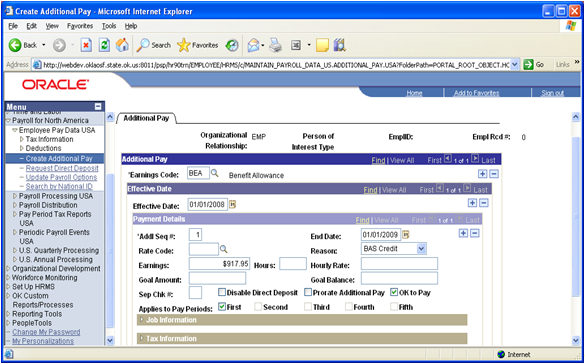 Create Additional Pay - Microsoft Internet Explorer
File Edit View Favorites Tools Help
Back Search Favorites
Address http://webdev.oklaosf.state.ok.us:8011/psp/hr90trn/EMPLOYEE/HRMS/c/MAINTAIN_PAYROLL_DATA_US.ADDITIONAL_PAY.USA?FolderPath=PORTAL_ROOT_OBJECT.HC Go Links
ORACLE
Home Add to Favorites Sign out
Menu
Time and Labor
Payroll for North America
Employee Pay Data USA
Tax Information
Deductions
Create Additional Pay
Request Direct Deposit
Update Payroll Options
Search by National ID
Payroll Processing USA
Payroll Distribution
Pay Period Tax Reports
USA
Periodic Payroll Events
USA
U.S. Quarterly Processing
U.S. Annual Processing
Organizational Development
Workforce Monitoring
Set Up HRMS
OK Custom
Reports/Processes
Reporting Tools
PeopleTools
Change My Password
My Personalizations
Additional Pay
Organizational Relationship: EMP Person of Interest Type EmplID: Empl Rcd #: 0
Additional Pay Find | View All First 1 of 1 Last
*Earnings Code: BEA Benefit Allowance
Effective Date Find | View All First 1 of 1 Last
Effective Date: 01/01/2008
Payment Details Find | View All First 1 of 1 Last
*Addl Seq #: 1 End Date: 01/01/2009
Rate Code: Reason: BAS Credit
Earnings: $917.95 Hours: Hourly Rate:
Goal Amount: Goal Balance:
Sep Chk #: Disable Direct Deposit Prorate Additional Pay OK to Pay
Applies to Pay Periods: First Second Third Fourth Fifth
Job Information
Tax Information
Internet